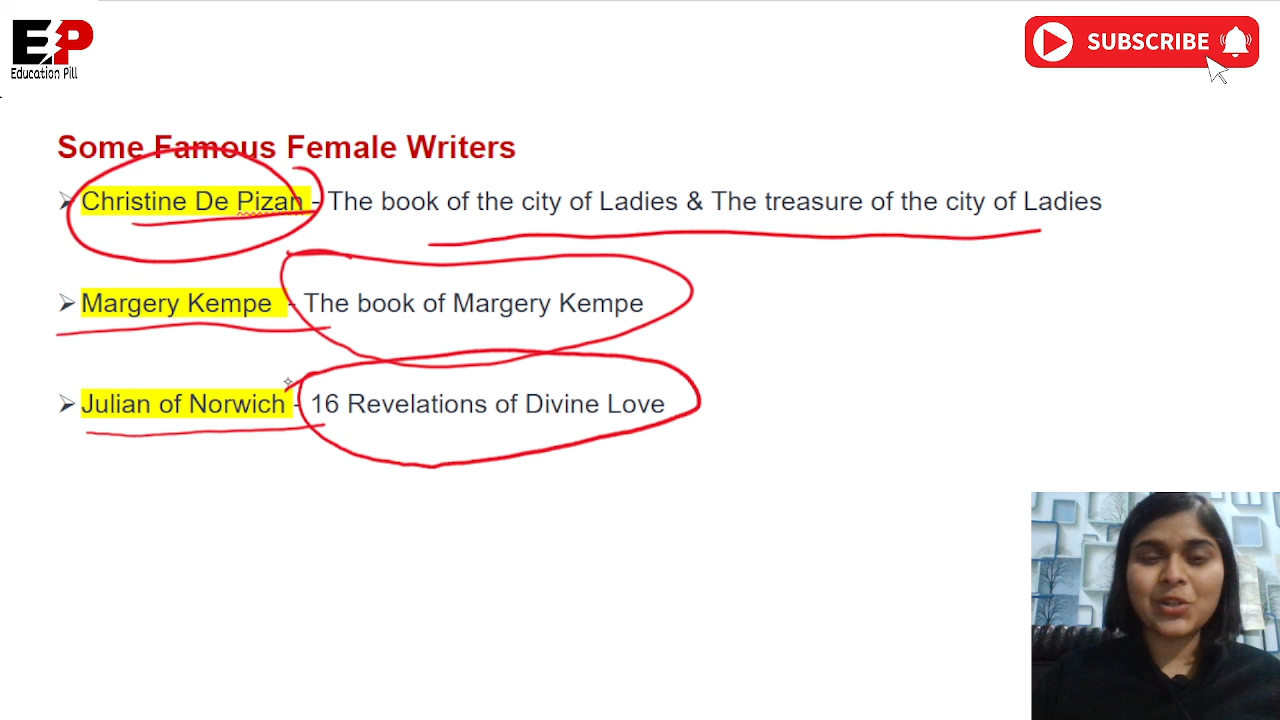 EP
Education Pill
SUBSCRIBE
Some Famous Female Writers
➢ Christine De Pizan - The book of the city of Ladies & The treasure of the city of Ladies
➢ Margery Kempe - The book of Margery Kempe
➢ Julian of Norwich - 16 Revelations of Divine Love